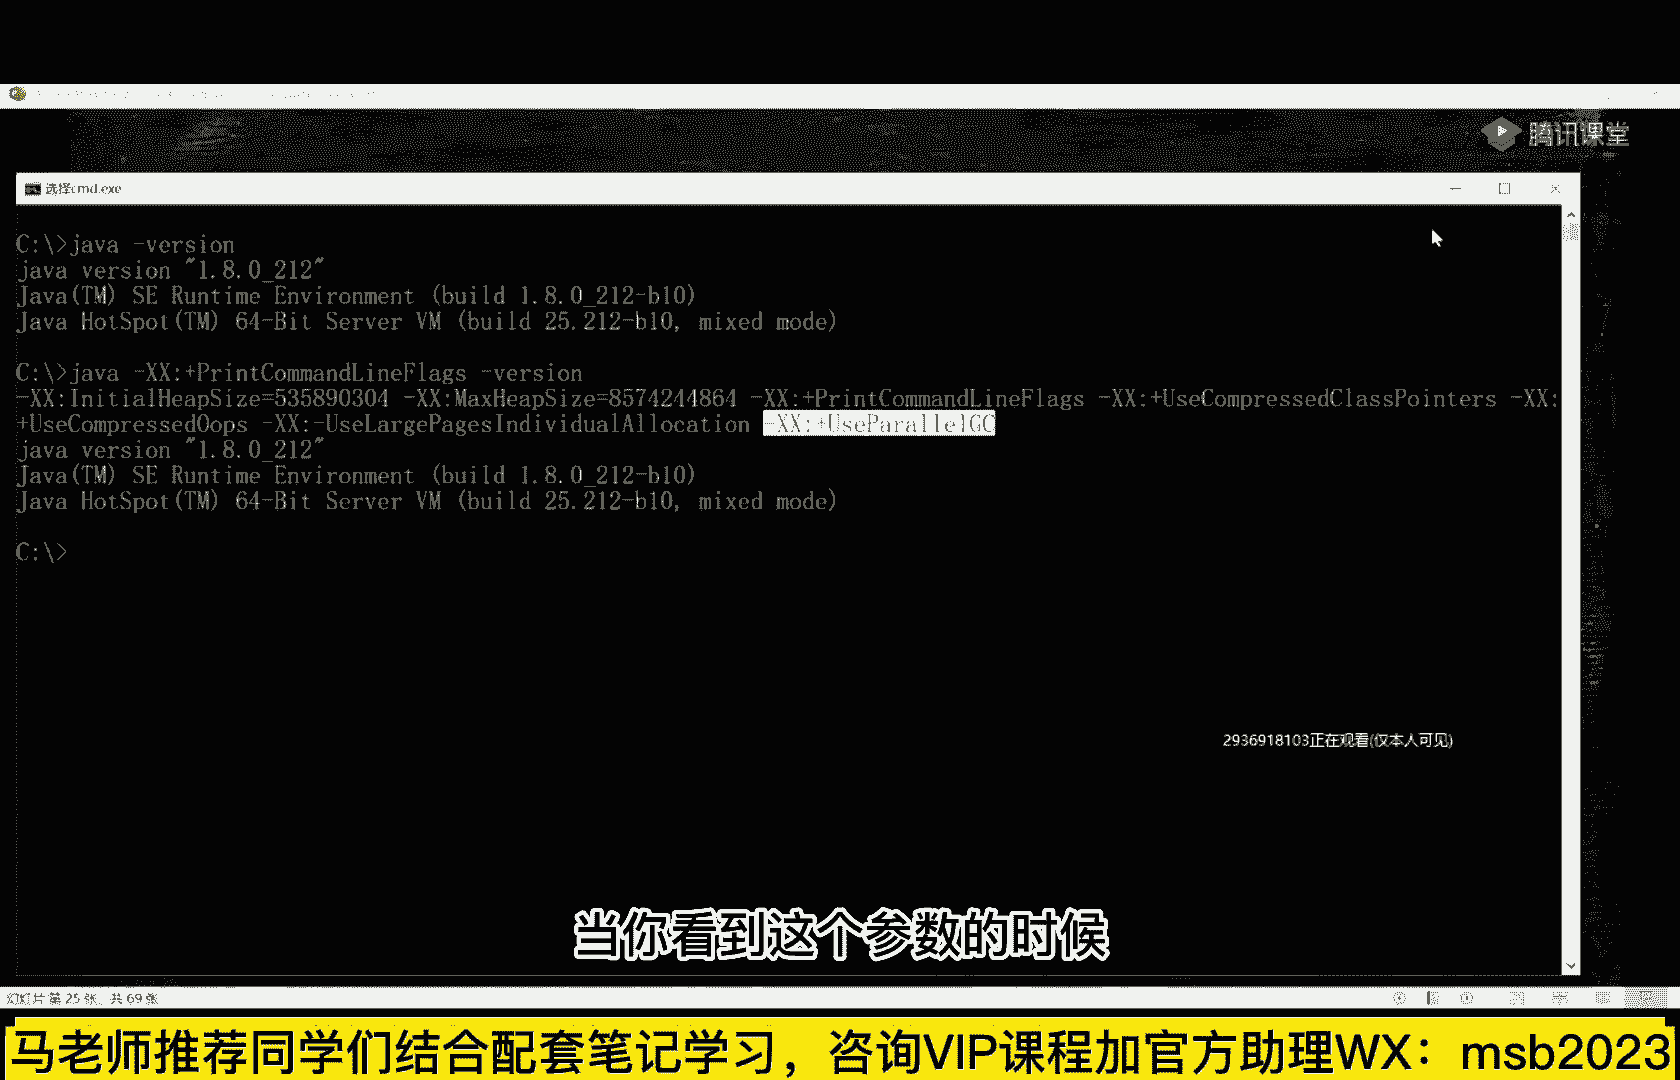 腾讯课堂
选择cmd.exe
C:\>java -version
java version "1.8.0_212"
Java(TM) SE Runtime Environment (build 1.8.0_212-b10)
Java HotSpot(TM) 64-Bit Server VM (build 25.212-b10, mixed mode)
C:\>java -XX:+PrintCommandLineFlags -version
-XX:InitialHeapSize=535890304 -XX:MaxHeapSize=8574244864 -XX:+PrintCommandLineFlags -XX:+UseCompressedClassPointers -XX:
+UseCompressedOops -XX:-UseLargePagesIndividualAllocation -XX:+UseParallelGC
java version "1.8.0_212"
Java(TM) SE Runtime Environment (build 1.8.0_212-b10)
Java HotSpot(TM) 64-Bit Server VM (build 25.212-b10, mixed mode)
C:\>
2936918103正在观看(仅本人可见)
当你看到这个参数的时候
幻灯片 第 25 张，共 69 张
马老师推荐同学们结合配套笔记学习，咨询VIP课程加官方助理WX：msb2023